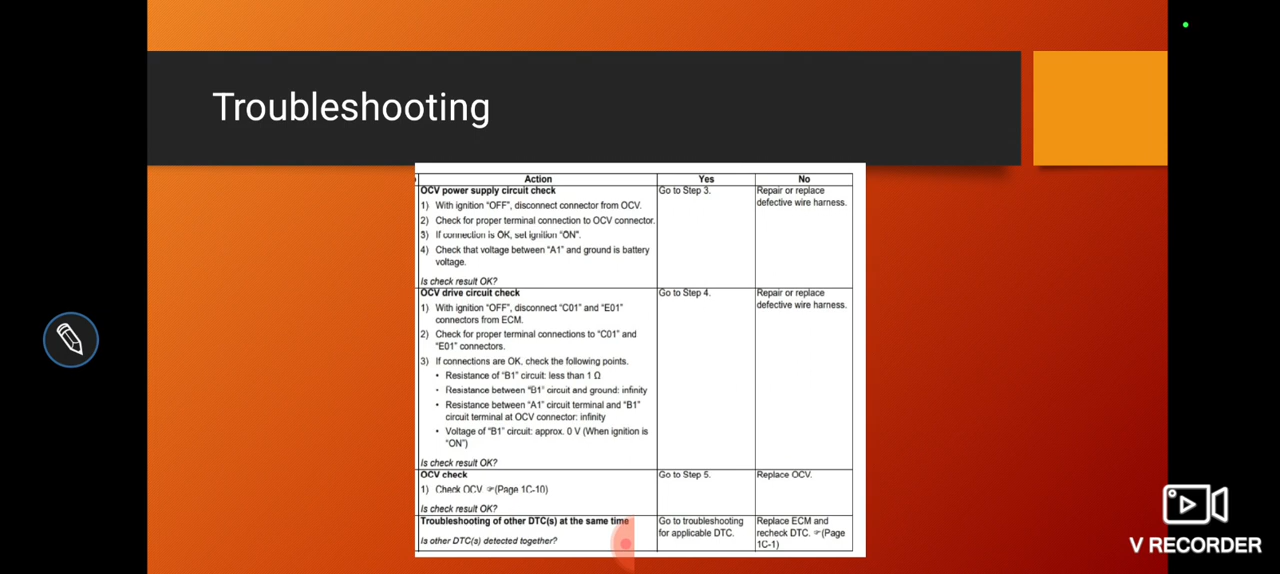 Troubleshooting
Action Yes No
OCV power supply circuit check Go to Step 3. Repair or replace
1) With ignition "OFF", disconnect connector from OCV. defective wire harness.
2) Check for proper terminal connection to OCV connector.
3) If connection is OK, set ignition "ON".
4) Check that voltage between "A1" and ground is battery
voltage.
Is check result OK?
OCV drive circuit check Go to Step 4. Repair or replace
1) With ignition "OFF", disconnect "C01" and "E01" defective wire harness.
connectors from ECM.
2) Check for proper terminal connections to "C01" and
"E01" connectors.
3) If connections are OK, check the following points.
• Resistance of "B1" circuit: less than 1 Ω
• Resistance between "B1" circuit and ground: infinity
• Resistance between "A1" circuit terminal and "B1"
circuit terminal at OCV connector: infinity
• Voltage of "B1" circuit: approx. 0 V (When ignition is
"ON")
Is check result OK?
OCV check Go to Step 5. Replace OCV.
1) Check OCV ☞(Page 1C-10)
Is check result OK?
Troubleshooting of other DTC(s) at the same time Go to troubleshooting Replace ECM and
Is other DTC(s) detected together? for applicable DTC. recheck DTC. ☞(Page
1C-1)
V RECORDER